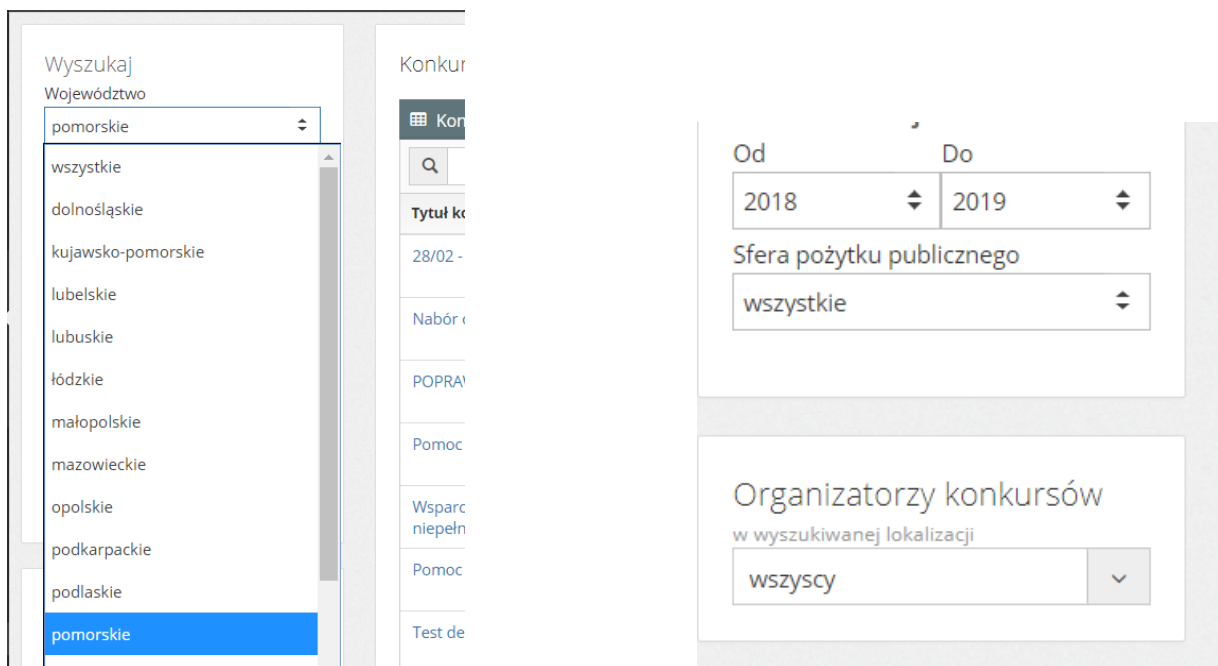 Wyszukaj
Województwo
pomorskie
wszystkie
dolnośląskie
kujawsko-pomorskie
lubelskie
lubuskie
łódzkie
małopolskie
mazowieckie
opolskie
podkarpackie
podlaskie
pomorskie
Konkur
Kon
Tytuł ko
28/02 -
Nabór
POPRAW
Pomoc
Wsparc
niepełn
Pomoc
Test de
Od Do
2018 2019
Sfera pożytku publicznego
wszystkie
Organizatorzy konkursów
w wyszukiwanej lokalizacji
wszyscy